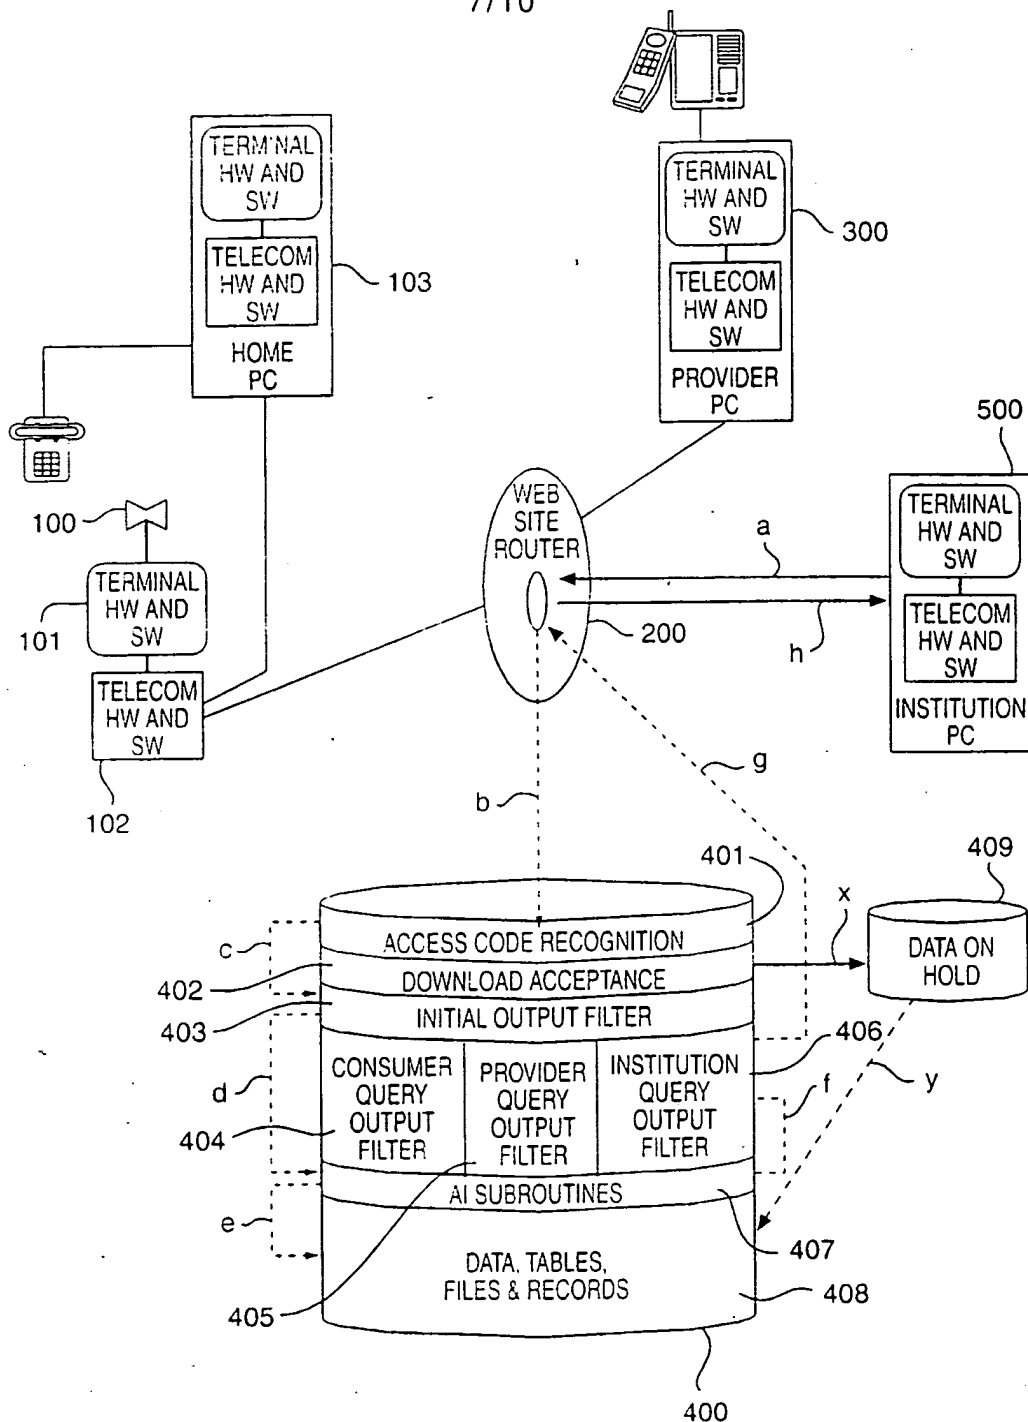 7/10
TERMINAL
HW AND
SW
TELECOM
HW AND
SW
HOME
PC
103
TERMINAL
HW AND
SW
TELECOM
HW AND
SW
PROVIDER
PC
300
500
TERMINAL
HW AND
SW
TELECOM
HW AND
SW
INSTITUTION
PC
100
TERMINAL
HW AND
SW
101
TELECOM
HW AND
SW
102
WEB
SITE
ROUTER
200
a
h
g
b
401
ACCESS CODE RECOGNITION
c
402
DOWNLOAD ACCEPTANCE
403
INITIAL OUTPUT FILTER
x
409
DATA ON
HOLD
406
d
CONSUMER
QUERY
OUTPUT
FILTER
404
PROVIDER
QUERY
OUTPUT
FILTER
INSTITUTION
QUERY
OUTPUT
FILTER
f
y
AI SUBROUTINES
e
407
DATA, TABLES,
FILES & RECORDS
408
405
400